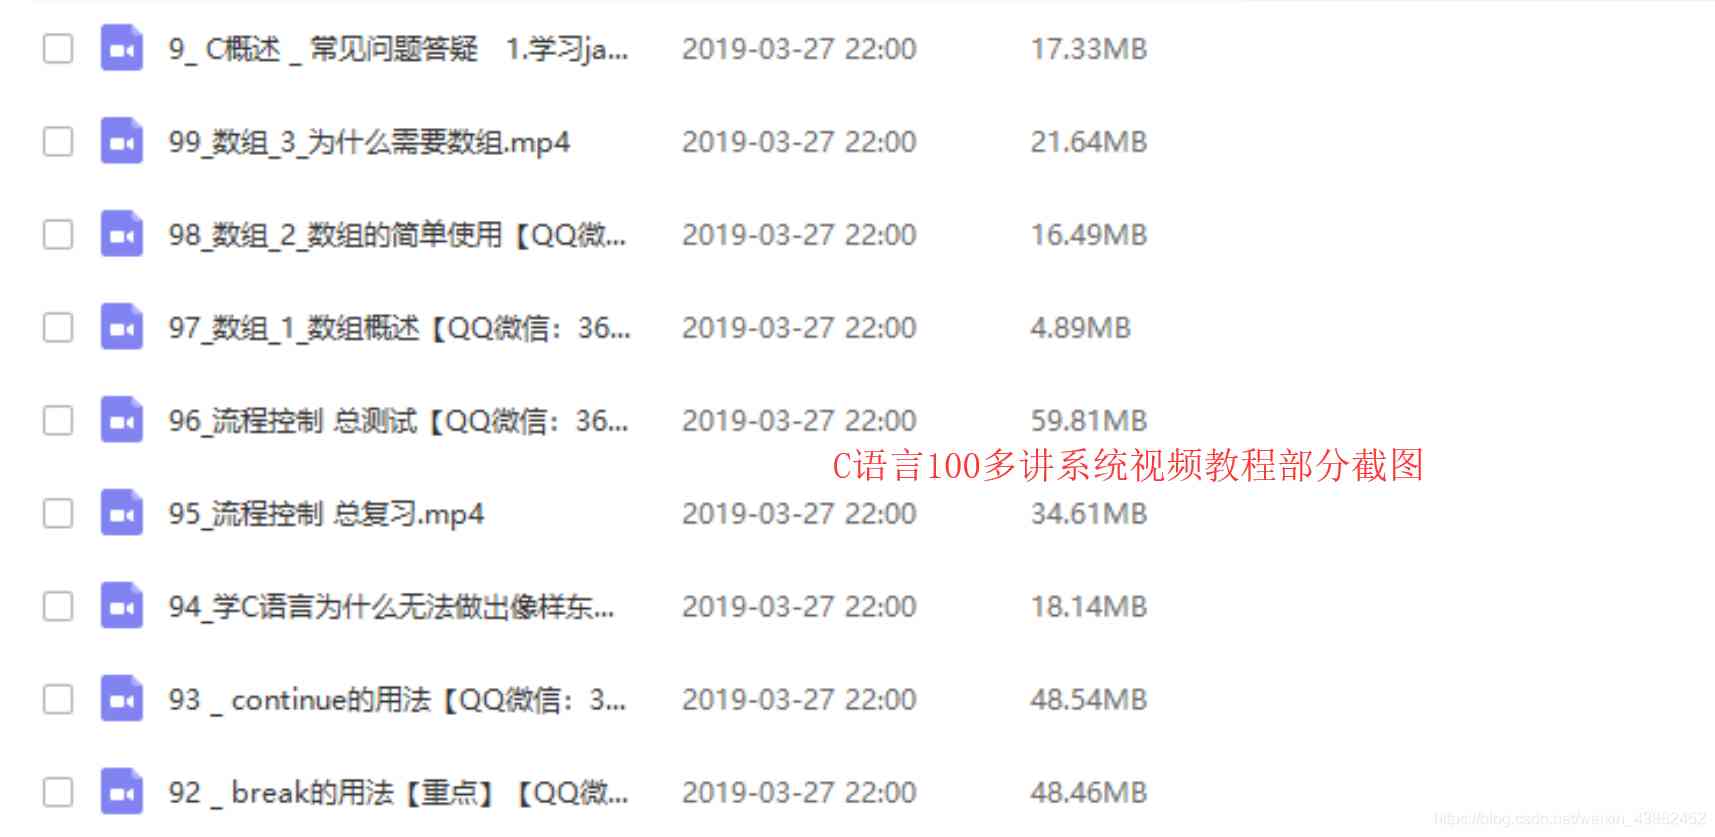 9_ C概述 _ 常见问题答疑 1.学习ja... 2019-03-27 22:00 17.33MB
99_数组_3_为什么需要数组.mp4 2019-03-27 22:00 21.64MB
98_数组_2_数组的简单使用【QQ微... 2019-03-27 22:00 16.49MB
97_数组_1_数组概述【QQ微信：36... 2019-03-27 22:00 4.89MB
96_流程控制 总测试【QQ微信：36... 2019-03-27 22:00 59.81MB
C语言100多讲系统视频教程部分截图
95_流程控制 总复习.mp4 2019-03-27 22:00 34.61MB
94_学C语言为什么无法做出像样东... 2019-03-27 22:00 18.14MB
93 _ continue的用法【QQ微信：3... 2019-03-27 22:00 48.54MB
92 _ break的用法【重点】【QQ微... 2019-03-27 22:00 48.46MB
https://blog.csdn.net/weixin_43882452